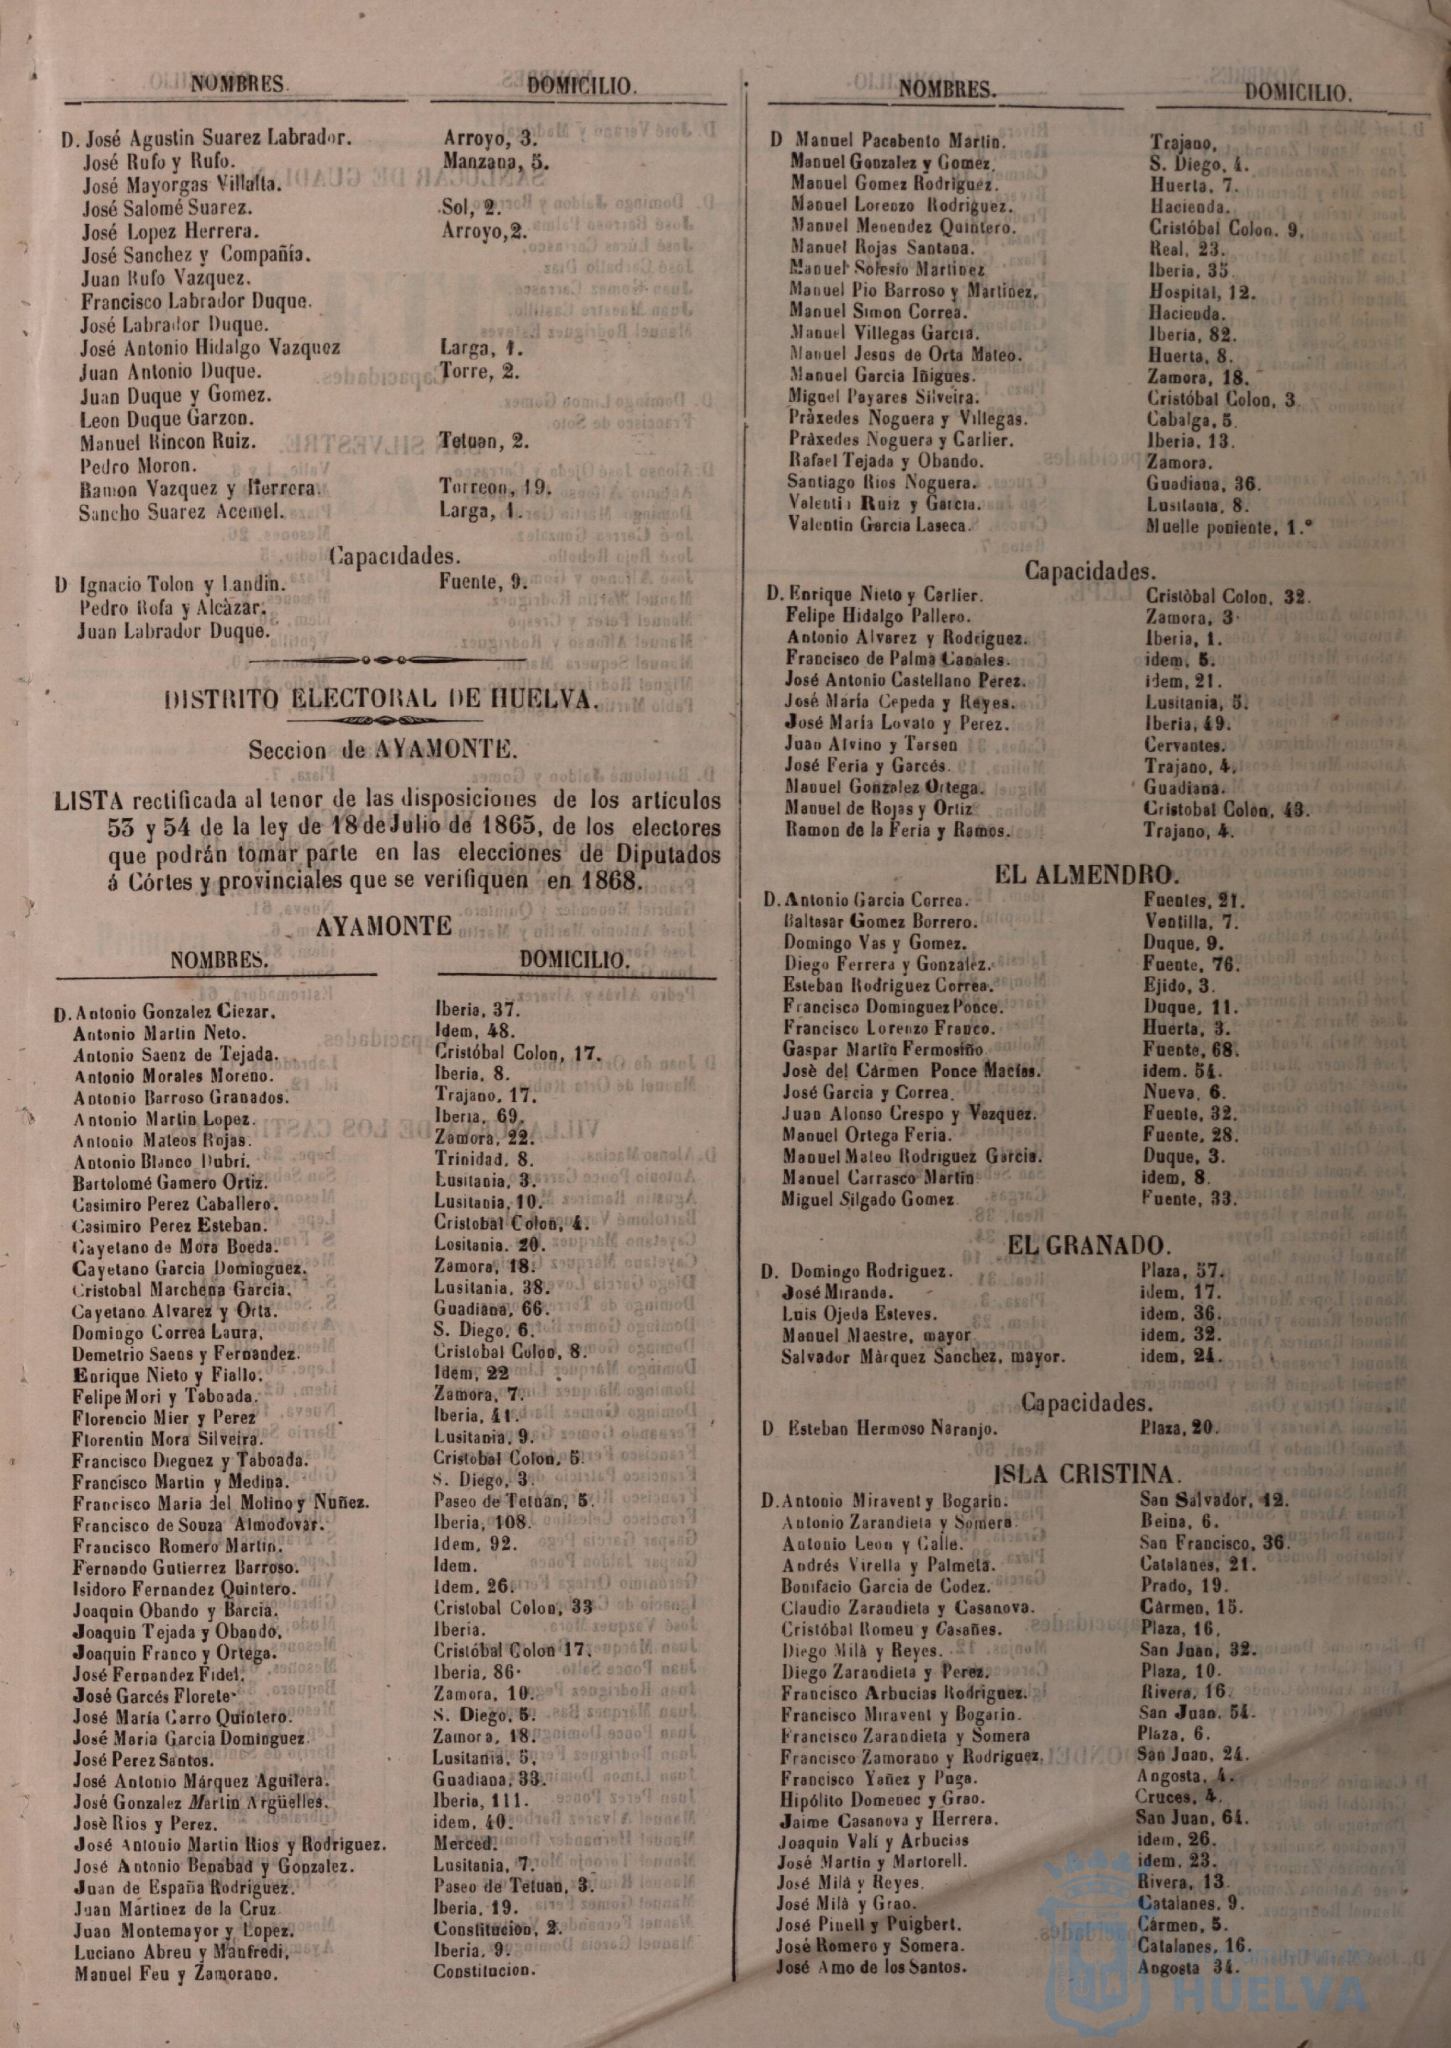 NOMBRES.
DOMICILIO.
D. José Agustin Suarez Labrador. Arroyo, 3.
José Rufo y Rufo. Manzana, 5.
José Mayorgas Villalta.
José Salomé Suarez. Sol, 2.
José Lopez Herrera. Arroyo, 2.
José Sanchez y Compañía.
Juan Rufo Vazquez.
Francisco Labrador Duque.
José Labrador Duque.
José Antonio Hidalgo Vazquez Larga, 1.
Juan Antonio Duque. Torre, 2.
Juan Duque y Gomez.
Leon Duque Garzon.
Manuel Rincon Ruiz. Tetuan, 2.
Pedro Moron.
Ramon Vazquez y Herrera. Torreon, 19.
Sancho Suarez Acemel. Larga, 1.
Capacidades.
D Ignacio Tolon y Landin. Fuente, 9.
Pedro Rofa y Alcàzar.
Juan Labrador Duque.
DISTRITO ELECTORAL DE HUELVA.
Seccion de AYAMONTE.
LISTA rectificada al tenor de las disposiciones de los artículos
53 y 54 de la ley de 18 de Julio de 1865, de los electores
que podrán tomar parte en las elecciones de Diputados
á Córtes y provinciales que se verifiquen en 1868.
AYAMONTE
NOMBRES.
DOMICILIO.
D. Antonio Gonzalez Ciezar. Iberia, 37.
Antonio Martin Neto. Idem, 48.
Antonio Saenz de Tejada. Cristóbal Colon, 17.
Antonio Morales Moreno. Iberia, 8.
Antonio Barroso Granados. Trajano, 17.
Antonio Martin Lopez. Iberia, 69.
Antonio Mateos Rojas. Zamora, 22.
Antonio Blanco Dubri. Trinidad, 8.
Bartolomé Gamero Ortiz. Lusitania, 3.
Casimiro Perez Caballero. Lusitania, 10.
Casimiro Perez Esteban. Cristobal Colon, 4.
Cayetano de Mora Boeda. Lositania. 20.
Cayetano Garcia Dominguez. Zamora, 18.
Cristobal Marchena Garcia. Lusitania, 38.
Cayetano Alvarez y Orta. Guadiana, 66.
Domingo Correa Laura, S. Diego, 6.
Demetrio Saens y Fernandez. Cristobal Colon, 8.
Enrique Nieto y Fiallo. Idem, 22
Felipe Mori y Taboada. Zamora, 7.
Florencio Mier y Perez Iberia, 41.
Florentin Mora Silveira. Lusitania, 9.
Francisco Dieguez y Taboada. Cristobal Colon, 5.
Francisco Martin y Medina. S. Diego, 3.
Francisco Maria del Molino y Nuñez. Paseo de Tetuan, 5.
Francisco de Souza Almodovar. Iberia, 108.
Francisco Romero Martin. Idem, 92.
Fernando Gutierrez Barroso. Idem.
Isidoro Fernandez Quintero. Idem, 26.
Joaquin Obando y Barcia. Cristobal Colon, 33
Joaquin Tejada y Obando. Iberia.
Joaquin Franco y Ortega. Cristóbal Colon 17.
José Fernandez Fidel. Iberia, 86.
José Garcés Florete. Zamora, 10.
José María Carro Quintero. S. Diego, 5.
José Maria Garcia Dominguez. Zamora, 18.
José Perez Santos. Lusitania, 5.
José Antonio Márquez Aguilera. Guadiana, 33.
José Gonzalez Martin Argüelles. Iberia, 111.
Josè Rios y Perez. idem, 40.
José Antonio Martin Rios y Rodriguez. Merced.
José Antonio Benabad y Gonzalez. Lusitania, 7.
Juan de España Rodriguez. Paseo de Tetuan, 3.
Juan Martinez de la Cruz. Iberia, 19.
Juan Montemayor y Lopez. Constitucion, 2.
Luciano Abreu y Manfredi, Iberia, 9.
Manuel Feu y Zamorano. Constitucion.
NOMBRES.
DOMICILIO.
D Manuel Pacabento Martin. Trajano,
Manuel Gonzalez y Gomez. S. Diego, 4.
Manuel Gomez Rodriguez. Huerta, 7.
Manuel Lorenzo Rodriguez. Hacienda.
Manuel Menendez Quintero. Cristóbal Colon. 9.
Manuel Rojas Santana. Real, 23.
Manuel Solesio Martinez Iberia, 35.
Manuel Pio Barroso y Martinez, Hospital, 12.
Manuel Simon Correa. Hacienda.
Manuel Villegas Garcia. Iberia, 82.
Manuel Jesus de Orta Mateo. Huerta, 8.
Manuel Garcia Iñigues. Zamora, 18.
Miguel Payares Silveira. Cristóbal Colon, 3.
Pràxedes Noguera y Villegas. Cabalga, 5.
Pràxedes Noguera y Carlier. Iberia, 13.
Rafael Tejada y Obando. Zamora.
Santiago Rios Noguera. Guadiana, 36.
Valentin Ruiz y Garcia. Lusitania, 8.
Valentin Garcia Laseca. Muelle poniente, 1.º
Capacidades.
D. Enrique Nieto y Carlier. Cristòbal Colon, 32.
Felipe Hidalgo Pallero. Zamora, 3.
Antonio Alvarez y Rodriguez. Iberia, 1.
Francisco de Palma Canales. idem, 5.
José Antonio Castellano Perez. idem, 21.
José María Cepeda y Reyes. Lusitania, 5.
José María Lovato y Perez. Iberia, 49.
Juan Alvino y Tarsen Cervantes.
José Feria y Garcés. Trajano, 4.
Manuel Gonzalez Ortega. Guadiana.
Manuel de Rojas y Ortiz Cristobal Colon, 43.
Ramon de la Feria y Ramos. Trajano, 4.
EL ALMENDRO.
D. Antonio Garcia Correa. Fuentes, 21.
Baltasar Gomez Borrero. Ventilla, 7.
Domingo Vas y Gomez. Duque, 9.
Diego Ferrera y Gonzalez. Fuente, 76.
Esteban Rodriguez Correa. Ejido, 3.
Francisco Dominguez Ponce. Duque, 11.
Francisco Lorenzo Franco. Huerta, 3.
Gaspar Martin Fermosiño. Fuente, 68.
Josè del Cármen Ponce Macías. idem. 54.
José Garcia y Correa. Nueva, 6.
Juan Alonso Crespo y Vazquez. Fuente, 32.
Manuel Ortega Feria. Fuente, 28.
Manuel Mateo Rodriguez Garcia. Duque, 3.
Manuel Carrasco Martin. idem, 8.
Miguel Silgado Gomez. Fuente, 33.
EL GRANADO.
D. Domingo Rodriguez. Plaza, 57.
José Miranda. idem, 17.
Luis Ojeda Esteves. idem, 36.
Manuel Maestre, mayor idem, 32.
Salvador Màrquez Sanchez, mayor. idem, 24.
Capacidades.
D Esteban Hermoso Naranjo. Plaza, 20.
ISLA CRISTINA.
D. Antonio Miravent y Bogarin. San Salvador, 12.
Antonio Zarandieta y Somera. Beina, 6.
Antonio Leon y Calle. San Francisco, 36.
Andrés Virella y Palmeta. Catalanes, 21.
Bonifacio Garcia de Codez. Prado, 19.
Claudio Zarandieta y Casanova. Cármen, 15.
Cristóbal Romeu y Casañes. Plaza, 16.
Diego Milà y Reyes. San Juan, 32.
Diego Zarandieta y Perez. Plaza, 10.
Francisco Arbucias Rodriguez. Rivera, 16.
Francisco Miravent y Bogarin. San Juan. 54.
Francisco Zarandieta y Somera Plaza, 6.
Francisco Zamorano y Rodriguez. San Juan, 24.
Francisco Yañez y Puga. Angosta, 4.
Hipólito Domenec y Grao. Cruces, 4.
Jaime Casanova y Herrera. San Juan, 64.
Joaquin Valí y Arbucias idem, 26.
José Martin y Martorell. idem, 23.
José Milà y Reyes. Rivera, 13.
José Milà y Grao. Catalanes, 9.
José Pinell y Puigbert. Cármen, 5.
José Romero y Somera. Catalanes, 16.
José Amo de los Santos. Angosta 34.
HUELVA